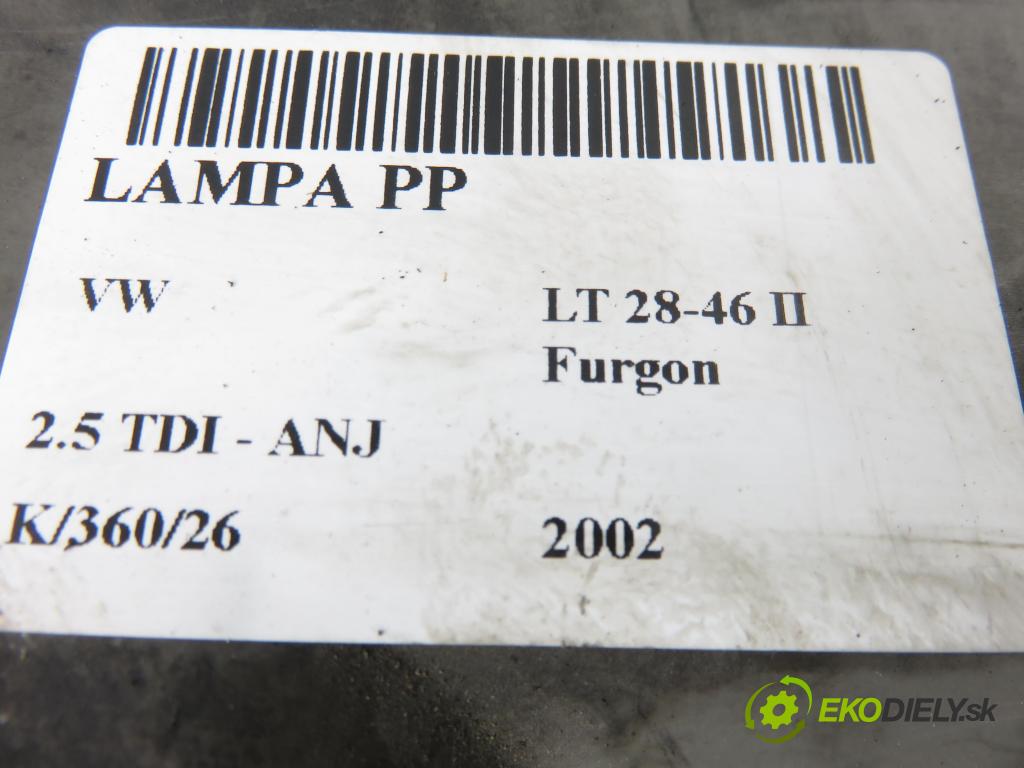 LAMPA PP
VW
LT 28-46 II
Furgon
2.5 TDI - ANJ
K/360/26
2002
EKODIELY.sk